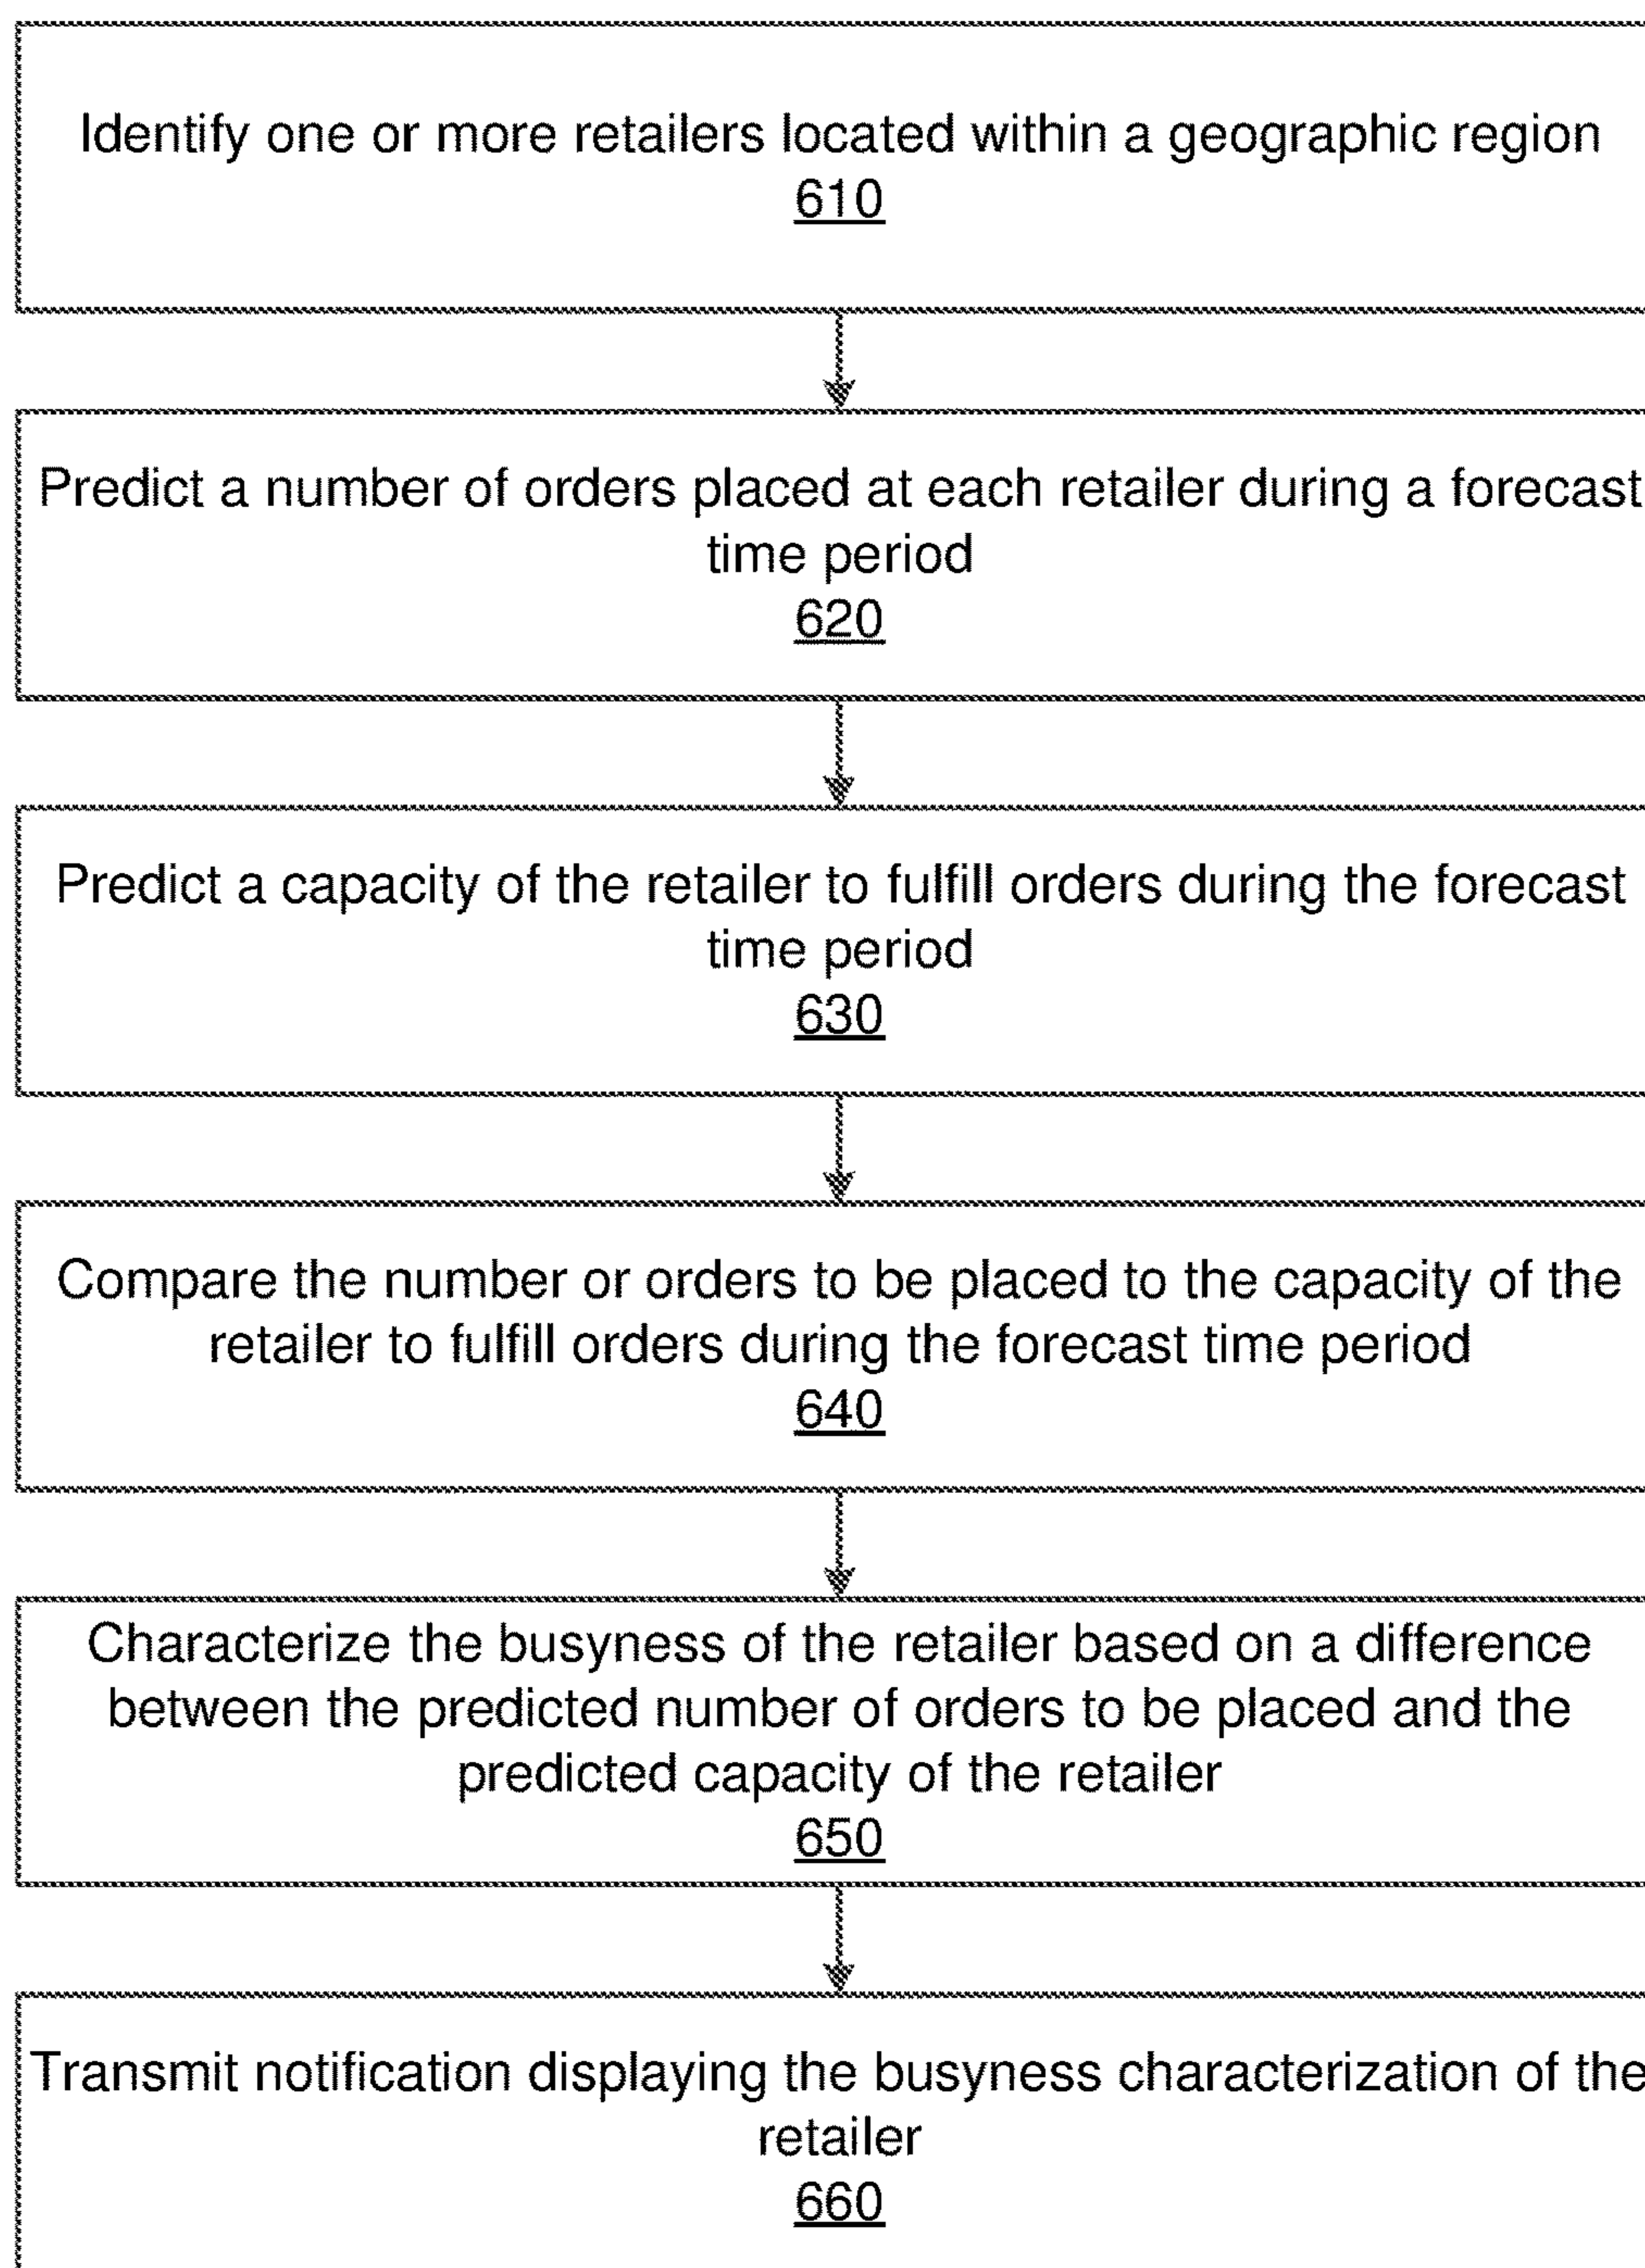 Identify one or more retailers located within a geographic region
610
Predict a number of orders placed at each retailer during a forecast
time period
620
Predict a capacity of the retailer to fulfill orders during the forecast
time period
630
Compare the number or orders to be placed to the capacity of the
retailer to fulfill orders during the forecast time period
640
Characterize the busyness of the retailer based on a difference
between the predicted number of orders to be placed and the
predicted capacity of the retailer
650
Transmit notification displaying the busyness characterization of the
retailer
660